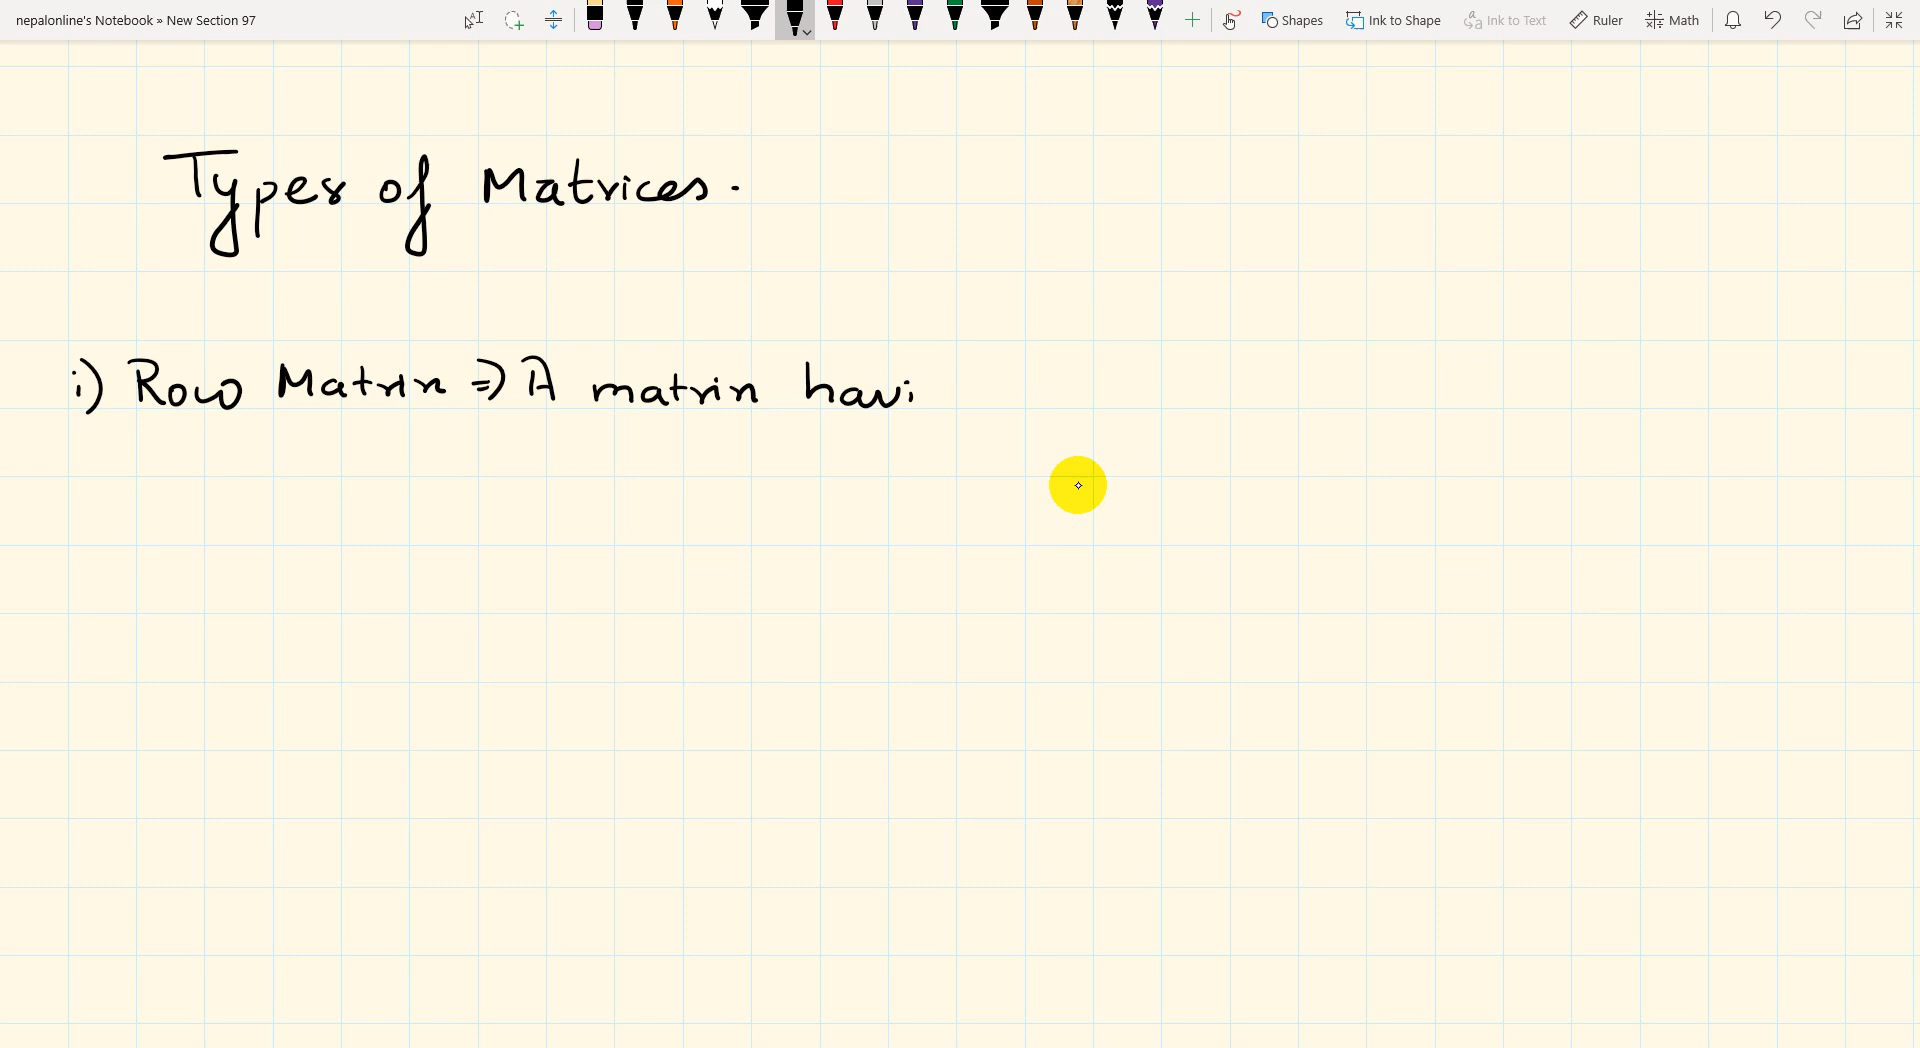 nepalonline's Notebook » New Section 97
Shapes
Ink to Shape
Ink to Text
Ruler
Math
Types of Matrices.
i) Row Matrix ⇒ A matrix havi